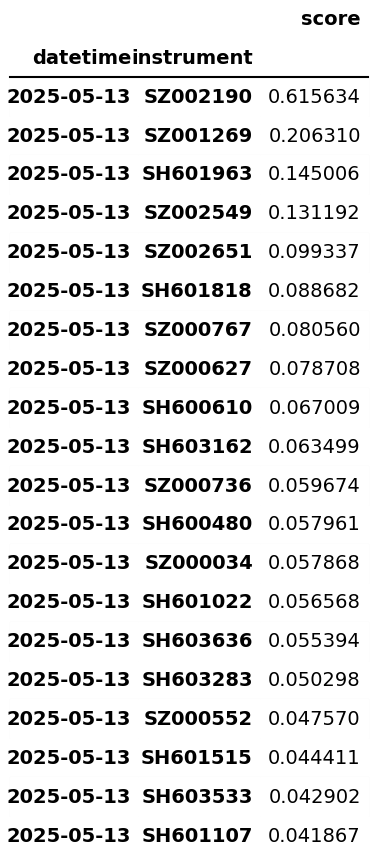 score
datetime instrument
2025-05-13 SZ002190 0.615634
2025-05-13 SZ001269 0.206310
2025-05-13 SH601963 0.145006
2025-05-13 SZ002549 0.131192
2025-05-13 SZ002651 0.099337
2025-05-13 SH601818 0.088682
2025-05-13 SZ000767 0.080560
2025-05-13 SZ000627 0.078708
2025-05-13 SH600610 0.067009
2025-05-13 SH603162 0.063499
2025-05-13 SZ000736 0.059674
2025-05-13 SH600480 0.057961
2025-05-13 SZ000034 0.057868
2025-05-13 SH601022 0.056568
2025-05-13 SH603636 0.055394
2025-05-13 SH603283 0.050298
2025-05-13 SZ000552 0.047570
2025-05-13 SH601515 0.044411
2025-05-13 SH603533 0.042902
2025-05-13 SH601107 0.041867